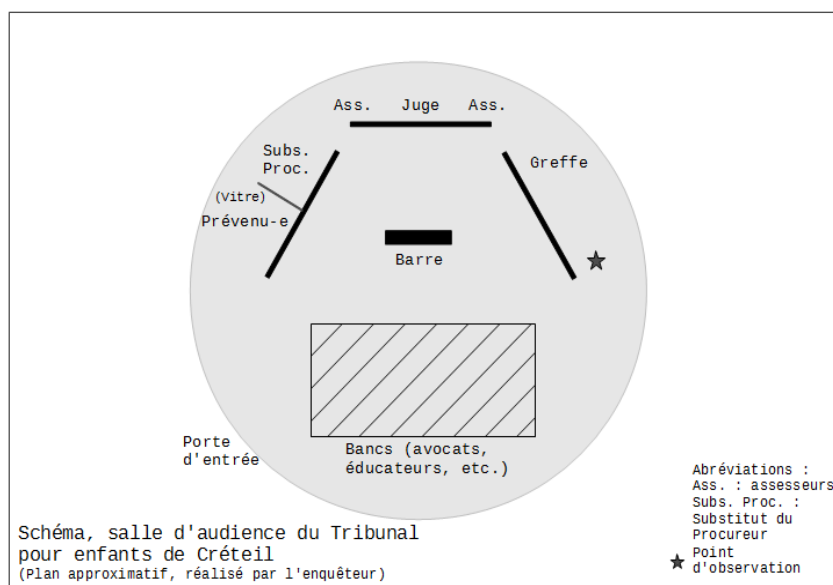 Ass. Juge Ass.
Subs.
Proc.
Greffe
(Vitre)
Prévenu-e
Barre
Porte
d'entrée
Bancs (avocats,
éducateurs, etc.)
Abréviations :
Ass. : assesseurs
Subs. Proc. :
Substitut du
Procureur
Point
d'observation
Schéma, salle d'audience du Tribunal
pour enfants de Créteil
(Plan approximatif, réalisé par l'enquêteur)